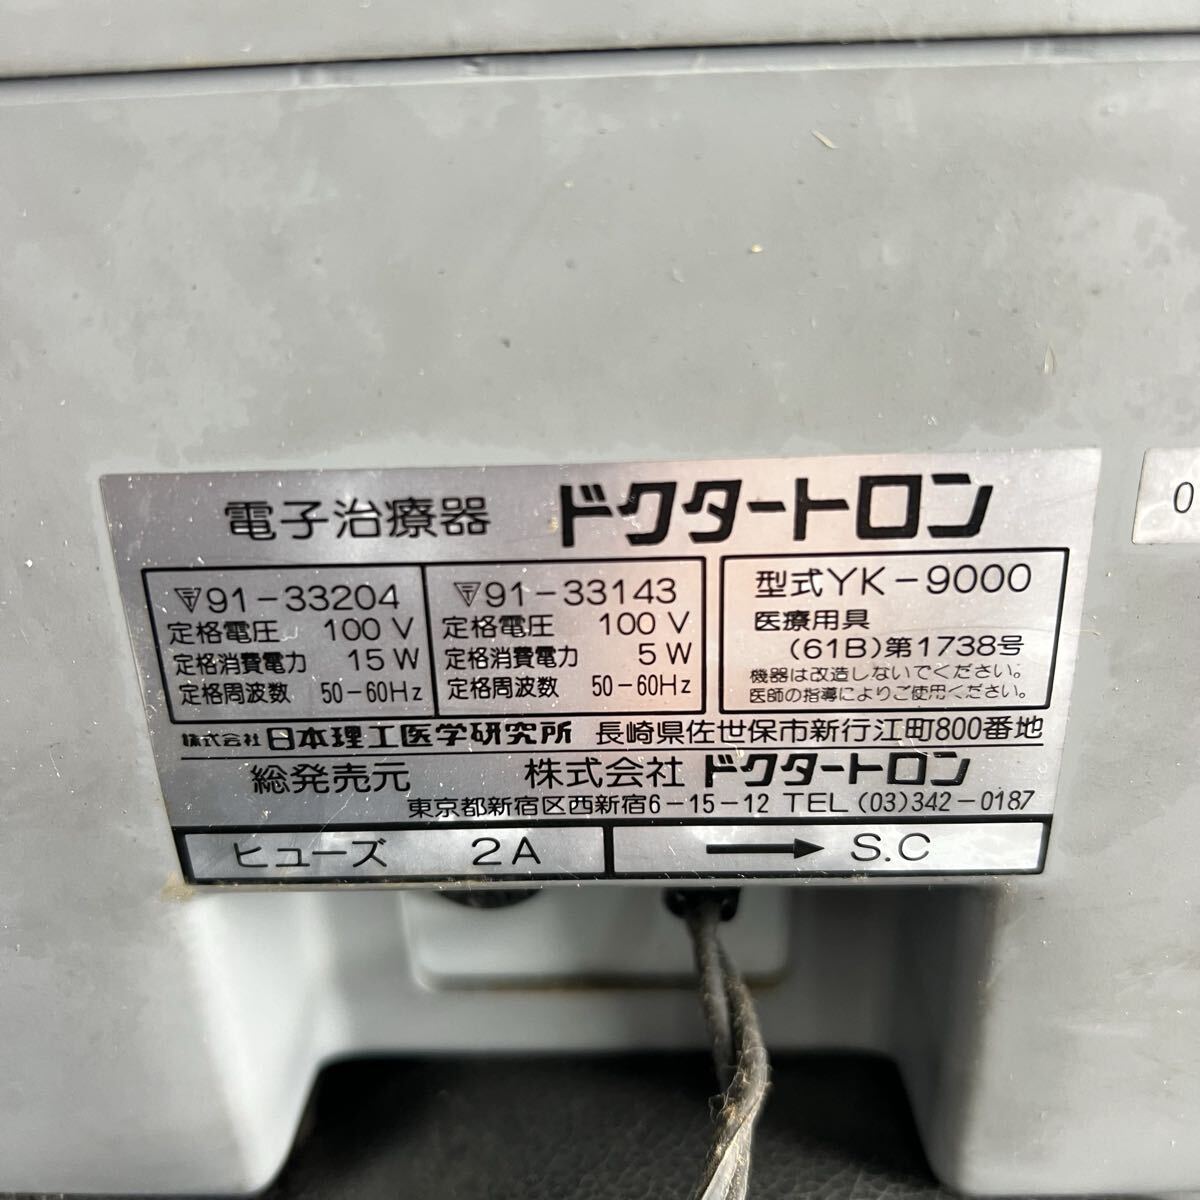 電子治療器 ドクタートロン
91-33204
定格電圧 100V
定格消費電力 15W
定格周波数 50-60Hz
91-33143
定格電圧 100V
定格消費電力 5W
定格周波数 50-60Hz
型式YK-9000
医療用具
(61B)第1738号
機器は改造しないでください。
医師の指導によりご使用ください。
株式会社 日本理工医学研究所 長崎県佐世保市新行江町800番地
総発売元 株式会社 ドクタートロン
東京都新宿区西新宿6-15-12 TEL(03)342-0187
ヒューズ 2A
→ S.C
0